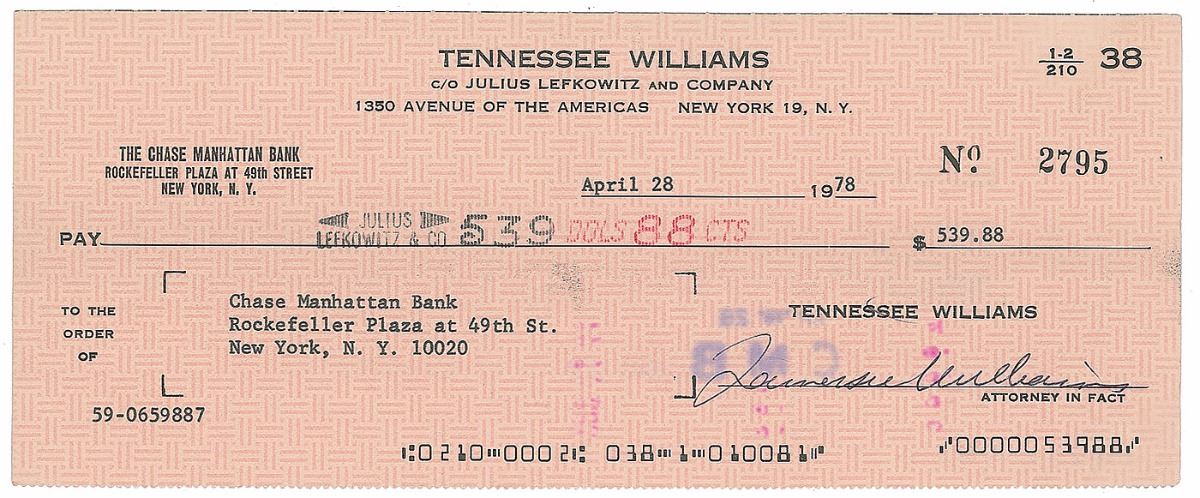 TENNESSEE WILLIAMS
C/O JULIUS LEFKOWITZ AND COMPANY
1350 AVENUE OF THE AMERICAS NEW YORK 19, N. Y.
1-2
210
38
THE CHASE MANHATTAN BANK
ROCKEFELLER PLAZA AT 49th STREET
NEW YORK, N. Y.
No. 2795
April 28 1978
PAY JULIUS LEFKOWITZ & CO 539 DOLS 88 CTS $ 539.88
TO THE
ORDER
OF
Chase Manhattan Bank
Rockefeller Plaza at 49th St.
New York, N. Y. 10020
TENNESSEE WILLIAMS
Tennessee Williams
ATTORNEY IN FACT
59-0659887
⑆0210⑉0002⑆ 038⑉1⑉010081⑈ ⑇0000053988⑇